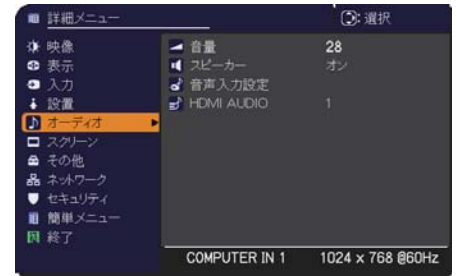 詳細メニュー
:選択
映像
表示
入力
設置
オーディオ
スクリーン
その他
ネットワーク
セキュリティ
簡単メニュー
終了
音量 28
スピーカー オン
音声入力設定
HDMI AUDIO 1
COMPUTER IN 1 1024 x 768 @60Hz